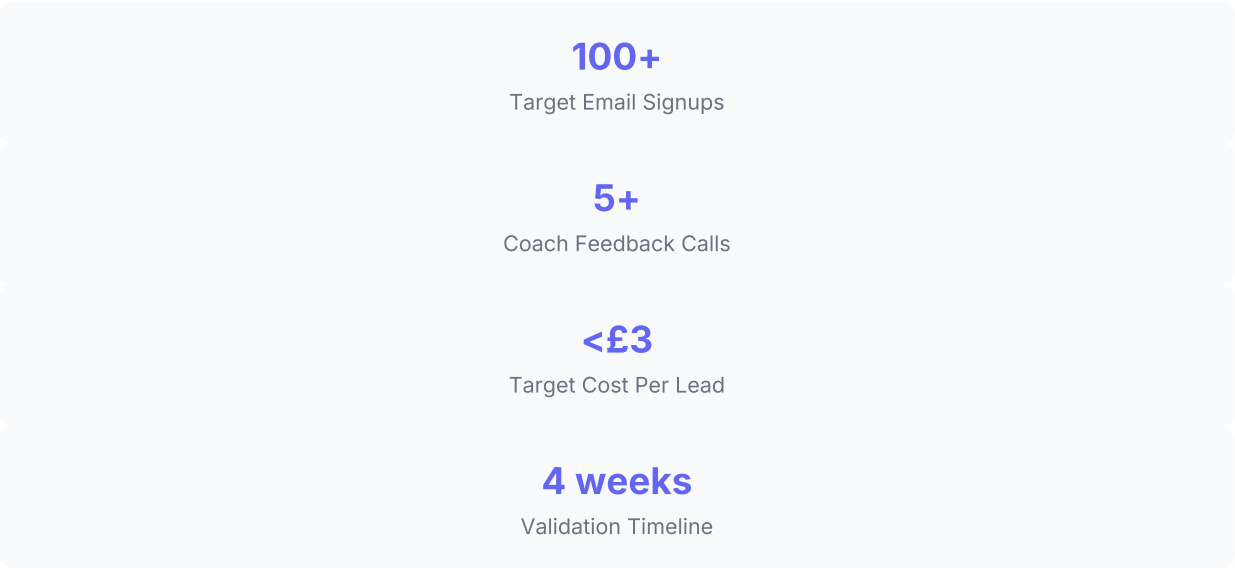 100+
Target Email Signups
5+
Coach Feedback Calls
<£3
Target Cost Per Lead
4 weeks
Validation Timeline